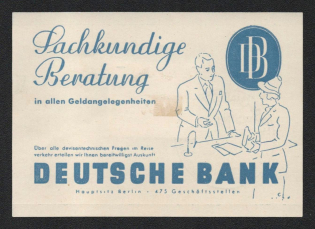 Sachkundige
Beratung
in allen Geldangelegenheiten
DB
Über alle devisentechnischen Fragen im Reise
verkehr erteilen wir Ihnen bereitwilligst Auskunft
DEUTSCHE BANK
Hauptsitz Berlin - 473 Geschäftsstellen